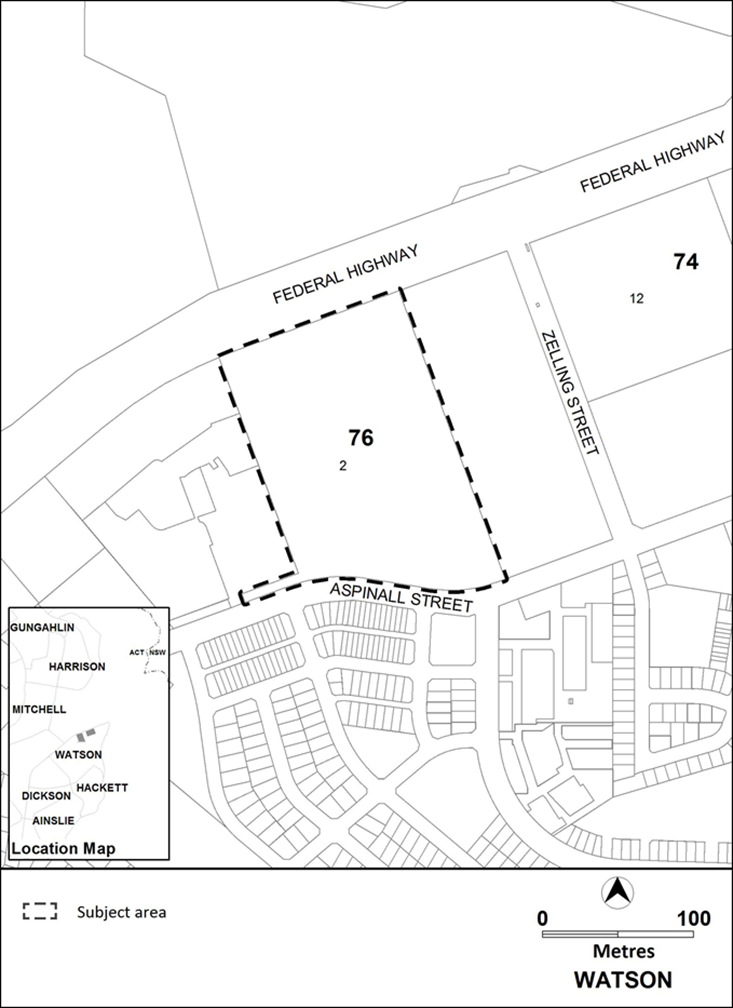 FEDERAL HIGHWAY
FEDERAL HIGHWAY
74
12
ZELLING STREET
76
2
ASPINALL STREET
GUNGAHLIN
ACT NSW
HARRISON
MITCHELL
WATSON
HACKETT
DICKSON
AINSLIE
Location Map
Subject area
0 100
Metres
WATSON